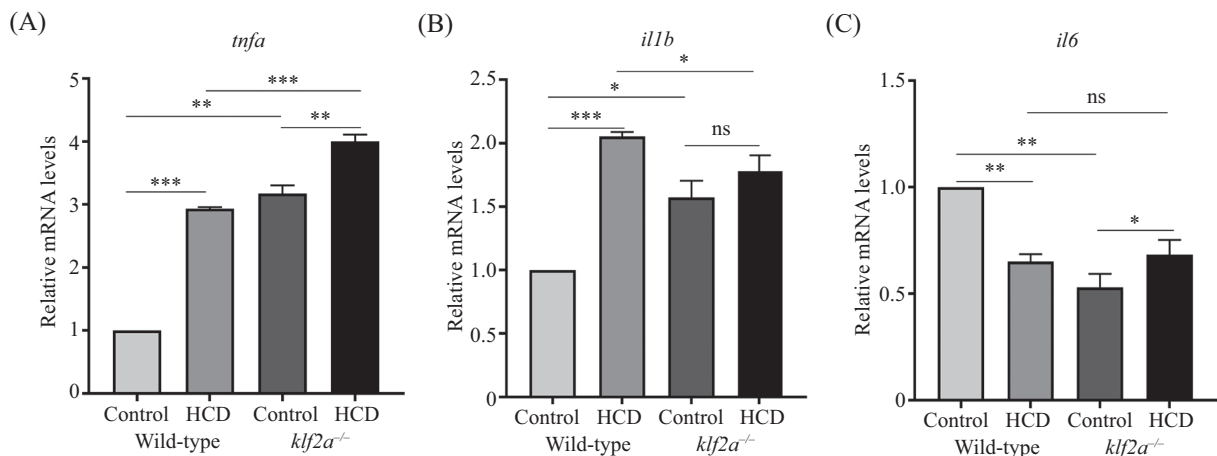 (A)
tnfa
Relative mRNA levels
5
4
3
2
1
0
***
**
***
**
Control HCD Control HCD
Wild-type klf2a–/–
(B)
il1b
Relative mRNA levels
2.5
2.0
1.5
1.0
0.5
0
*
*
***
ns
Control HCD Control HCD
Wild-type klf2a–/–
(C)
il6
Relative mRNA levels
1.5
1.0
0.5
0
ns
**
**
*
Control HCD Control HCD
Wild-type klf2a–/–